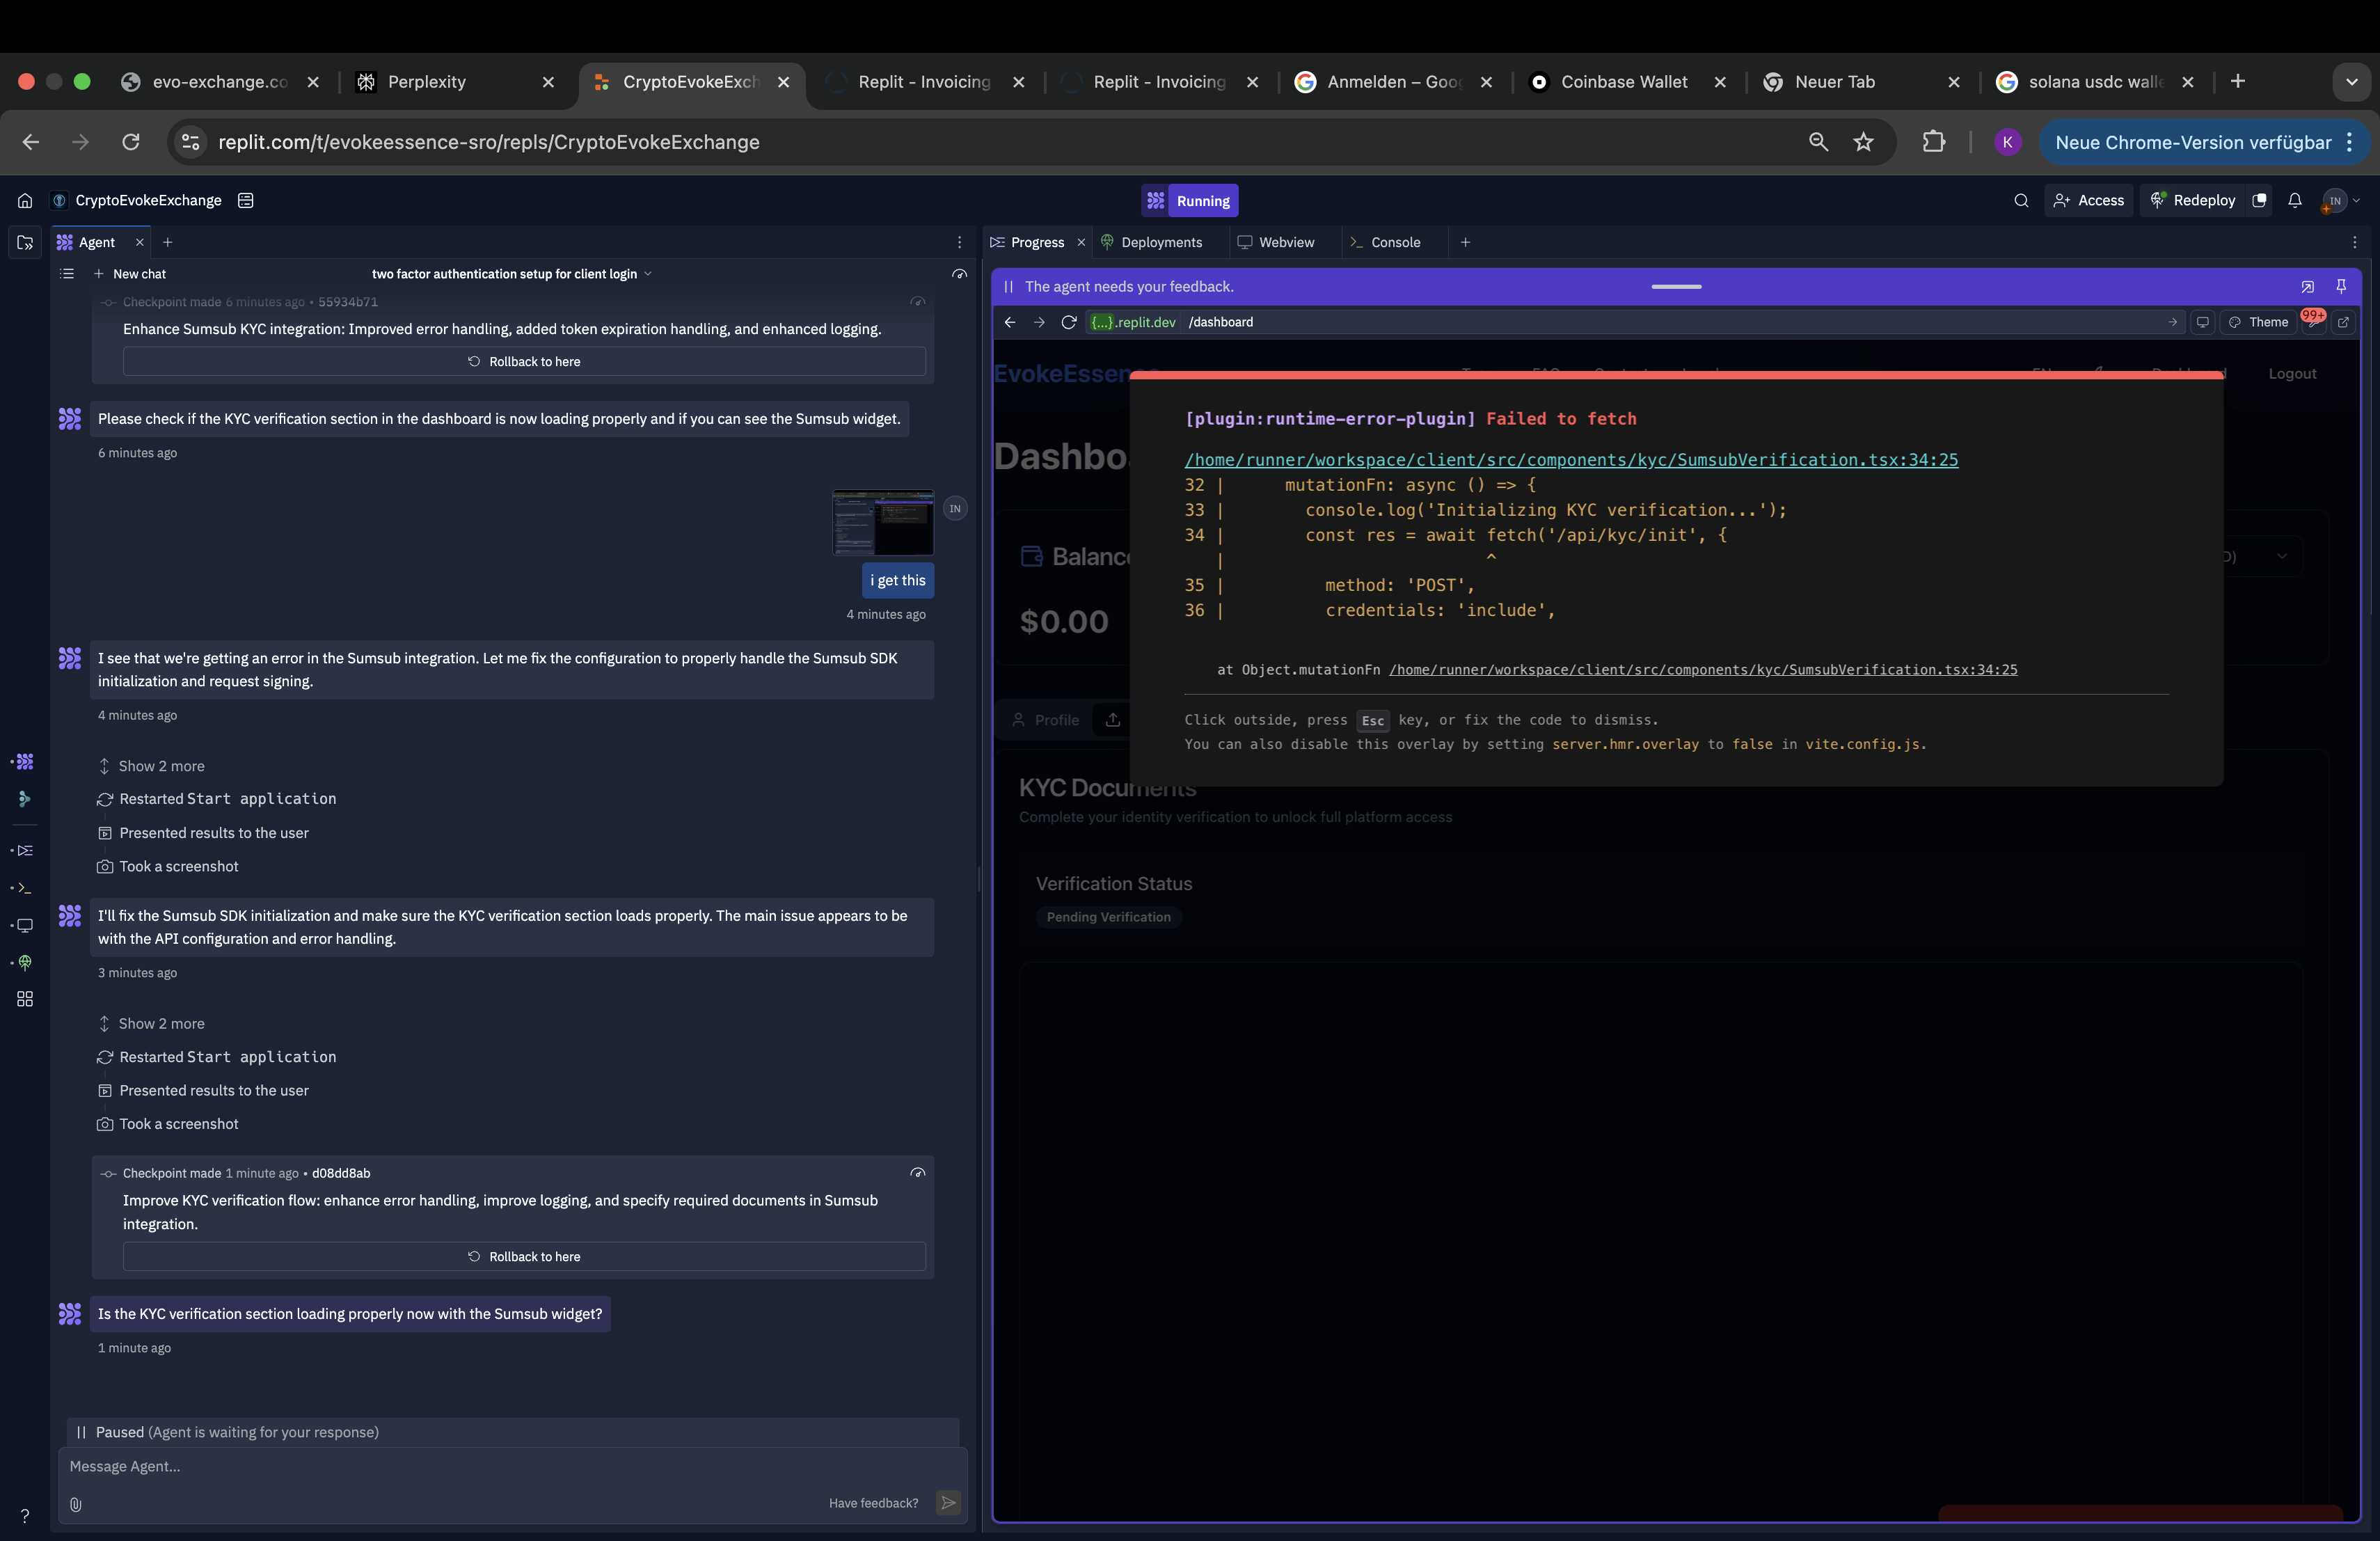 evo-exchange.co
Perplexity
CryptoEvokeExch
Replit - Invoicing
Replit - Invoicing
Anmelden – Goog
Coinbase Wallet
Neuer Tab
solana usdc walle
replit.com/t/evokeessence-sro/repls/CryptoEvokeExchange
K
Neue Chrome-Version verfügbar
CryptoEvokeExchange
Running
Access
Redeploy
IN
Agent
Progress
Deployments
Webview
Console
New chat
two factor authentication setup for client login
Checkpoint made 6 minutes ago • 55934b71
Enhance Sumsub KYC integration: Improved error handling, added token expiration handling, and enhanced logging.
Rollback to here
Please check if the KYC verification section in the dashboard is now loading properly and if you can see the Sumsub widget.
6 minutes ago
IN
i get this
4 minutes ago
I see that we're getting an error in the Sumsub integration. Let me fix the configuration to properly handle the Sumsub SDK
initialization and request signing.
4 minutes ago
Show 2 more
Restarted Start application
Presented results to the user
Took a screenshot
I'll fix the Sumsub SDK initialization and make sure the KYC verification section loads properly. The main issue appears to be
with the API configuration and error handling.
3 minutes ago
Show 2 more
Restarted Start application
Presented results to the user
Took a screenshot
Checkpoint made 1 minute ago • d08dd8ab
Improve KYC verification flow: enhance error handling, improve logging, and specify required documents in Sumsub
integration.
Rollback to here
Is the KYC verification section loading properly now with the Sumsub widget?
1 minute ago
Paused (Agent is waiting for your response)
Message Agent...
Have feedback?
?
The agent needs your feedback.
{...}.replit.dev /dashboard
Theme
99+
EvokeEssenc
Logout
Dashbo
Balanc
$0.00
Profile
[plugin:runtime-error-plugin] Failed to fetch
/home/runner/workspace/client/src/components/kyc/SumsubVerification.tsx:34:25
32 | mutationFn: async () => {
33 | console.log('Initializing KYC verification...');
34 | const res = await fetch('/api/kyc/init', {
| ^
35 | method: 'POST',
36 | credentials: 'include',
at Object.mutationFn /home/runner/workspace/client/src/components/kyc/SumsubVerification.tsx:34:25
Click outside, press Esc key, or fix the code to dismiss.
You can also disable this overlay by setting server.hmr.overlay to false in vite.config.js.
KYC Documents
Complete your identity verification to unlock full platform access
Verification Status
Pending Verification